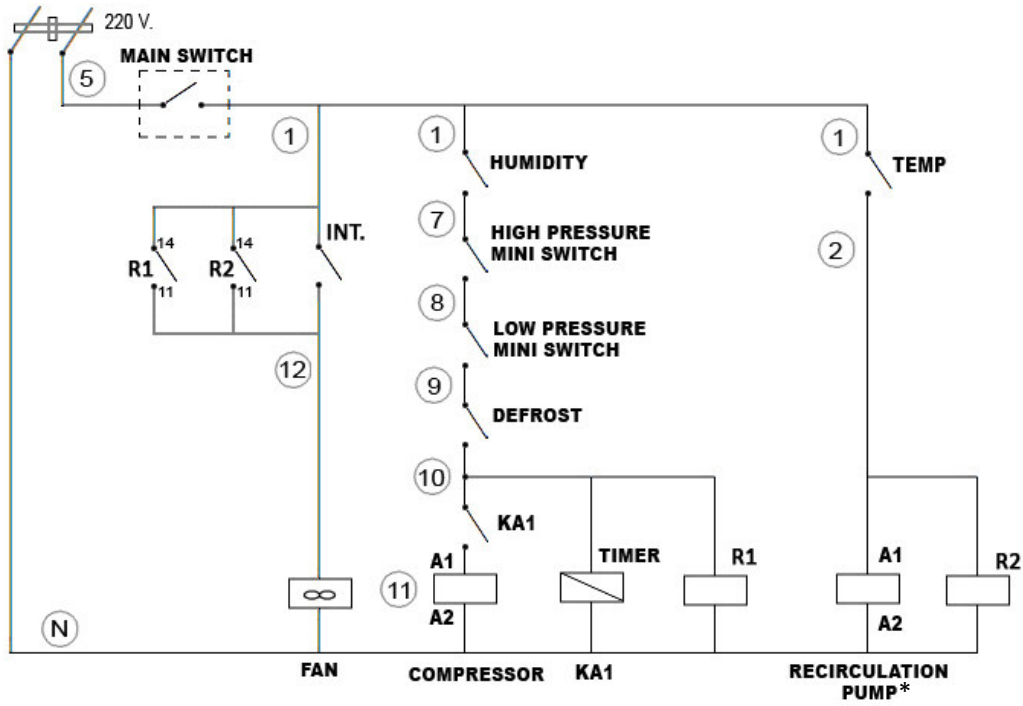 220 V.
MAIN SWITCH
5
1
1
1
HUMIDITY
TEMP
7
HIGH PRESSURE
MINI SWITCH
INT.
14
14
R1
R2
11
11
2
8
LOW PRESSURE
MINI SWITCH
12
9
DEFROST
10
KA1
A1
TIMER
R1
A1
R2
11
A2
A2
N
FAN
COMPRESSOR
KA1
RECIRCULATION
PUMP*